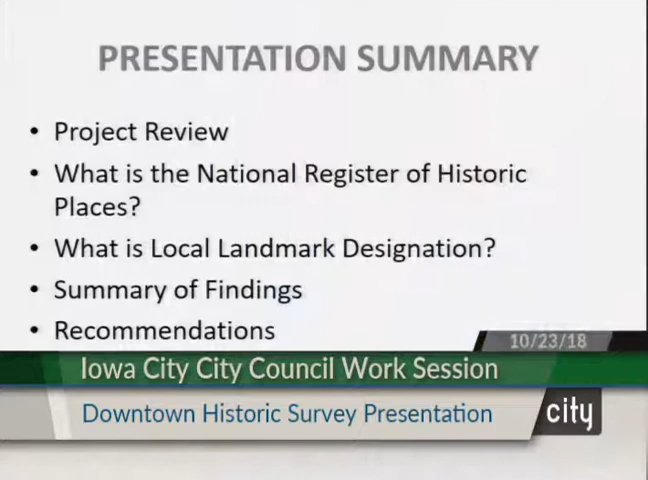 PRESENTATION SUMMARY
• Project Review
• What is the National Register of Historic
Places?
• What is Local Landmark Designation?
• Summary of Findings
• Recommendations
10/23/18
Iowa City City Council Work Session
Downtown Historic Survey Presentation
city